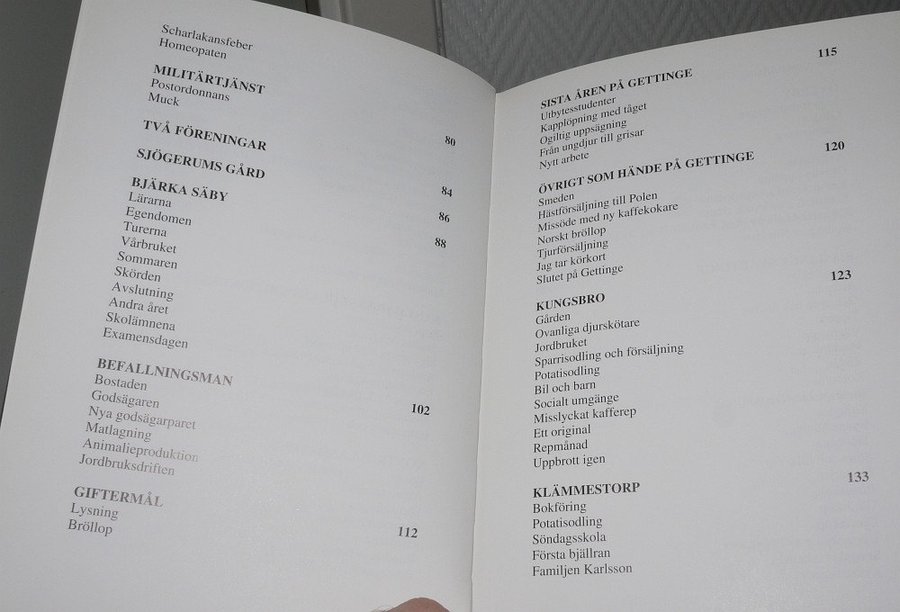 Scharlakansfeber
Homeopaten
MILITÄRTJÄNST 80
Postordonnans
Muck
TVÅ FÖRENINGAR 84
SJÖGERUMS GÅRD 86
BJÄRKA SÄBY 88
Lärarna
Egendomen
Turerna
Vårbruket
Sommaren
Skörden
Avslutning
Andra året
Skolämnena
Examensdagen
BEFALLNINGSMAN 102
Bostaden
Godsägaren
Nya godsägarparet
Matlagning
Animalieproduktion
Jordbruksdriften
GIFTERMÅL 112
Lysning
Bröllop
SISTA ÅREN PÅ GETTINGE 115
Utbytesstudenter
Kapplöpning med tåget
Ogiltig uppsägning
Från ungdjur till grisar
Nytt arbete
ÖVRIGT SOM HÄNDE PÅ GETTINGE 120
Smeden
Hästförsäljning till Polen
Missöde med ny kaffekokare
Norskt bröllop
Tjurförsäljning
Jag tar körkort
Slutet på Gettinge
KUNGSBRO 123
Gården
Ovanliga djurskötare
Jordbruket
Sparrisodling och försäljning
Potatisodling
Bil och barn
Socialt umgänge
Misslyckat kafferep
Ett original
Repmånad
Uppbrott igen
KLÄMMESTORP 133
Bokföring
Potatisodling
Söndagsskola
Första bjällran
Familjen Karlsson